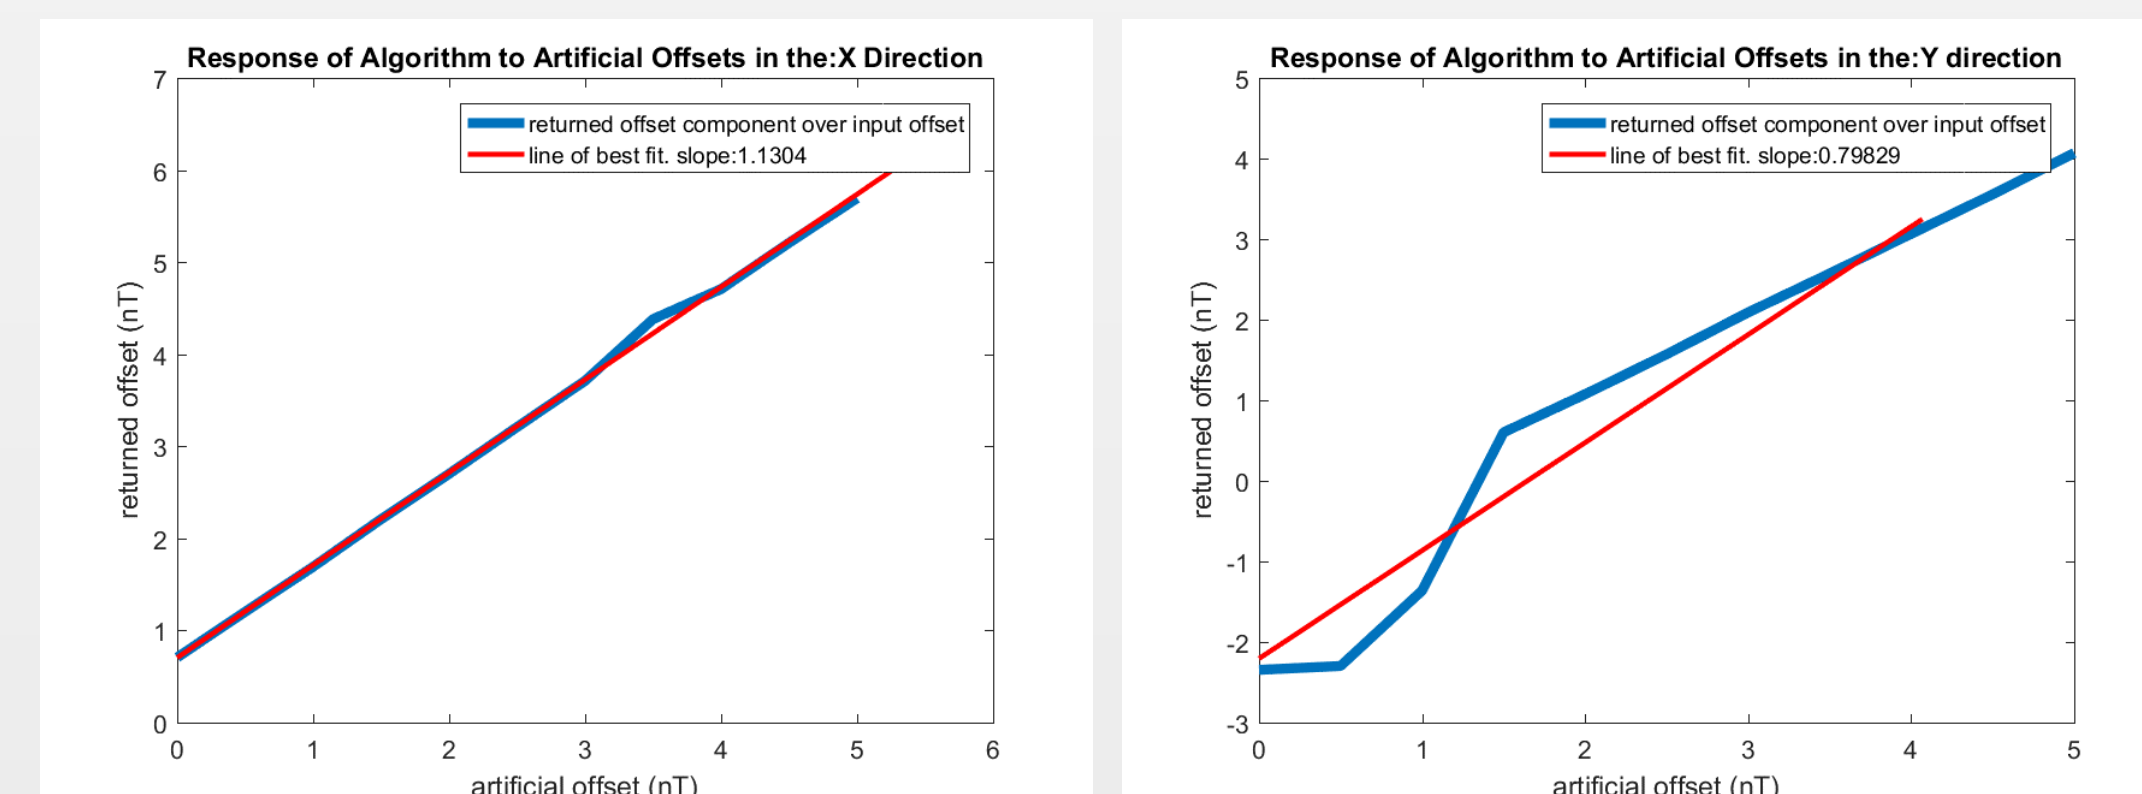 Response of Algorithm to Artificial Offsets in the:X Direction
returned offset component over input offset
line of best fit. slope:1.1304
7
6
5
4
3
2
1
0
returned offset (nT)
0 1 2 3 4 5 6
artificial offset (nT)
Response of Algorithm to Artificial Offsets in the:Y direction
returned offset component over input offset
line of best fit. slope:0.79829
5
4
3
2
1
0
-1
-2
-3
returned offset (nT)
0 1 2 3 4 5
artificial offset (nT)